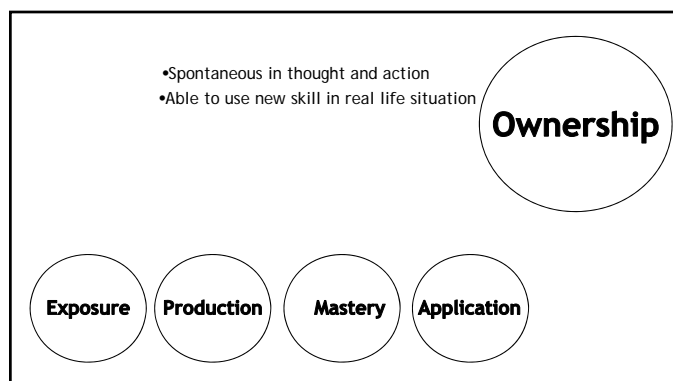 •Spontaneous in thought and action
•Able to use new skill in real life situation
Ownership
Exposure
Production
Mastery
Application